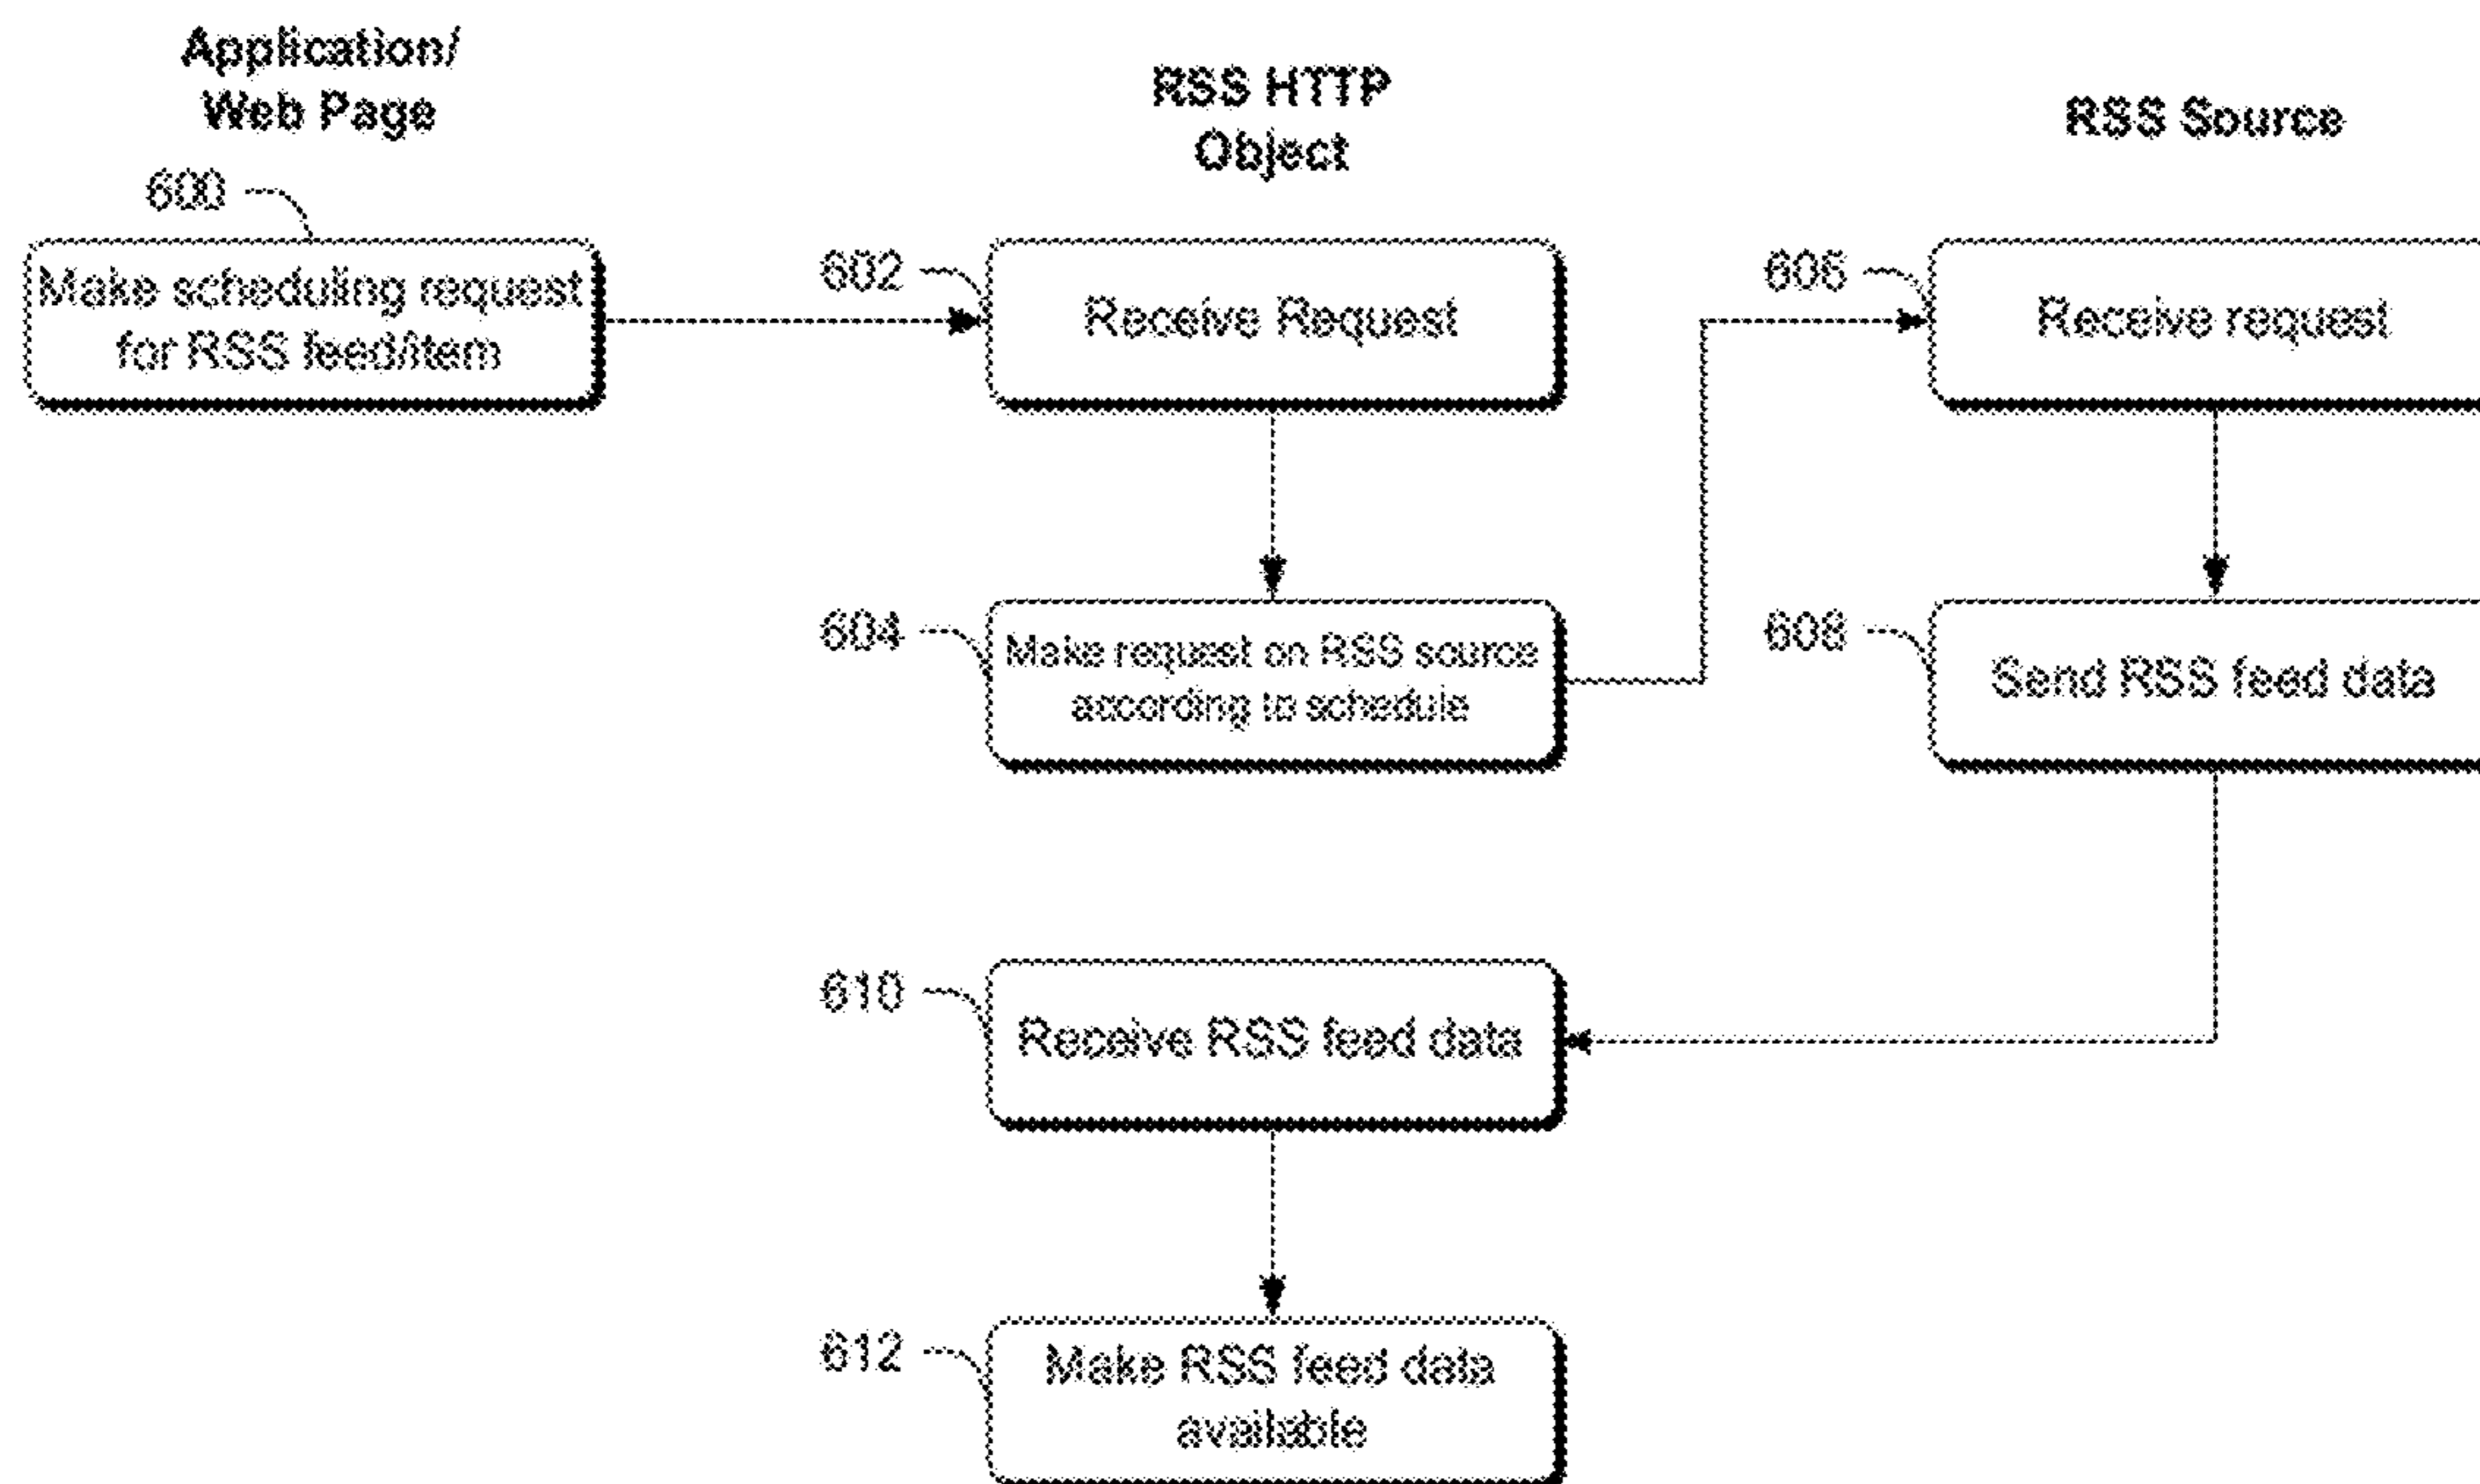 Application/
Web Page
RSS HTTP
Object
RSS Source
600
Make scheduling request
for RSS feed/item
602
Receive Request
606
Receive request
604
Make request on RSS source
according to schedule
608
Send RSS feed data
610
Receive RSS feed data
612
Make RSS feed data
available